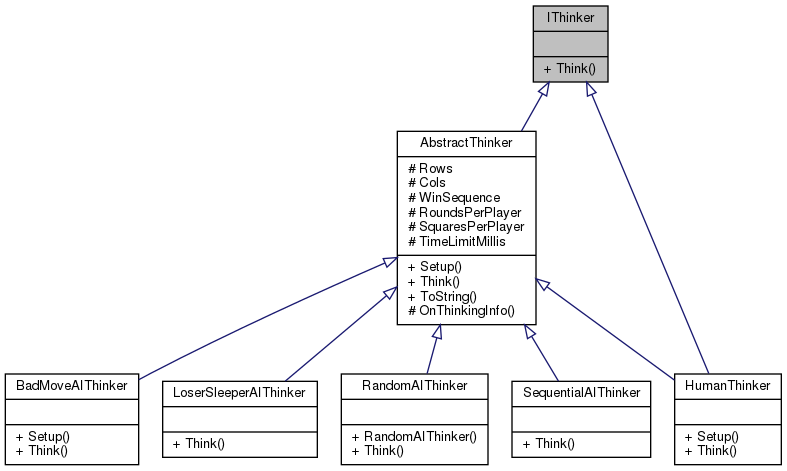 IThinker
+ Think()
AbstractThinker
# Rows
# Cols
# WinSequence
# RoundsPerPlayer
# SquaresPerPlayer
# TimeLimitMillis
+ Setup()
+ Think()
+ ToString()
# OnThinkingInfo()
BadMoveAIThinker
+ Setup()
+ Think()
LoserSleeperAIThinker
+ Think()
RandomAIThinker
+ RandomAIThinker()
+ Think()
SequentialAIThinker
+ Think()
HumanThinker
+ Setup()
+ Think()